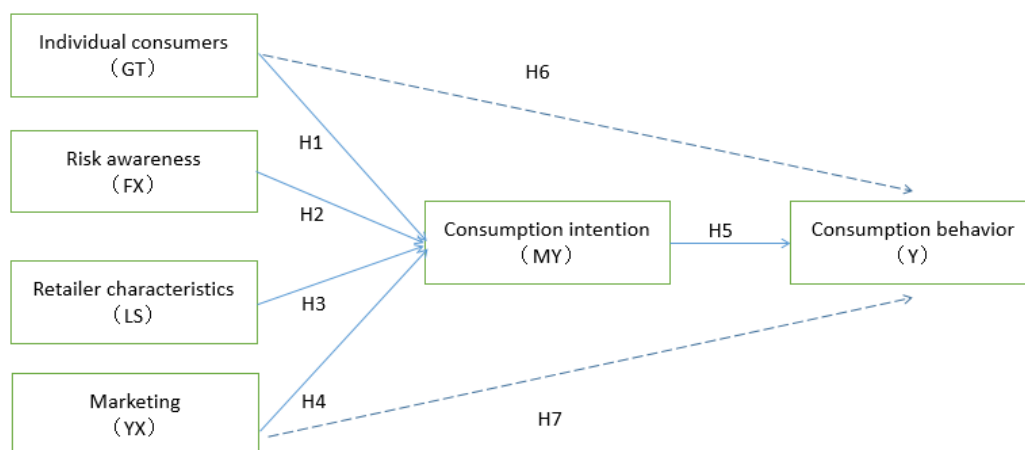 Individual consumers
（GT）
H6
H1
Risk awareness
（FX）
H2
Consumption intention
（MY）
H5
Consumption behavior
（Y）
Retailer characteristics
（LS）
H3
Marketing
（YX）
H4
H7